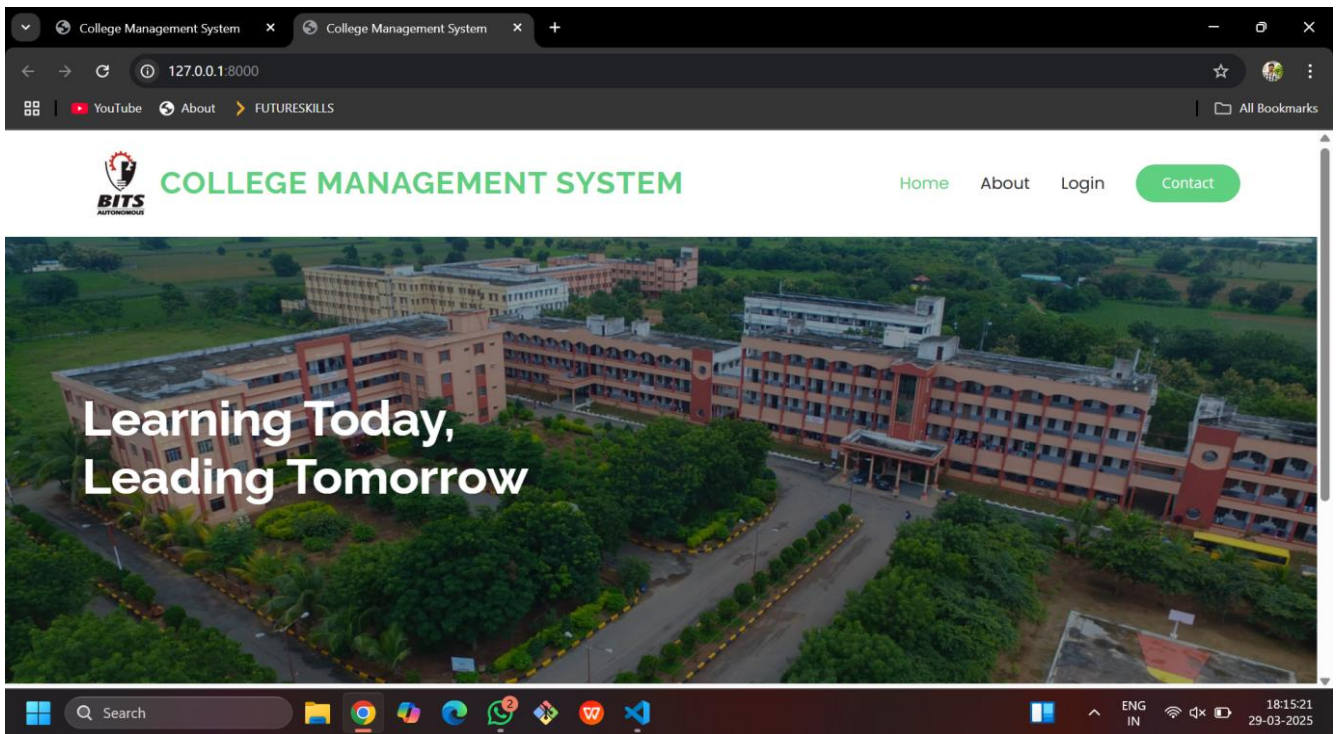 College Management System
College Management System
127.0.0.1:8000
YouTube
About
FUTURESKILLS
All Bookmarks
BITS
AUTONOMOUS
COLLEGE MANAGEMENT SYSTEM
Home
About
Login
Contact
Learning Today,
Leading Tomorrow
Search
2
ENG
IN
18:15:21
29-03-2025